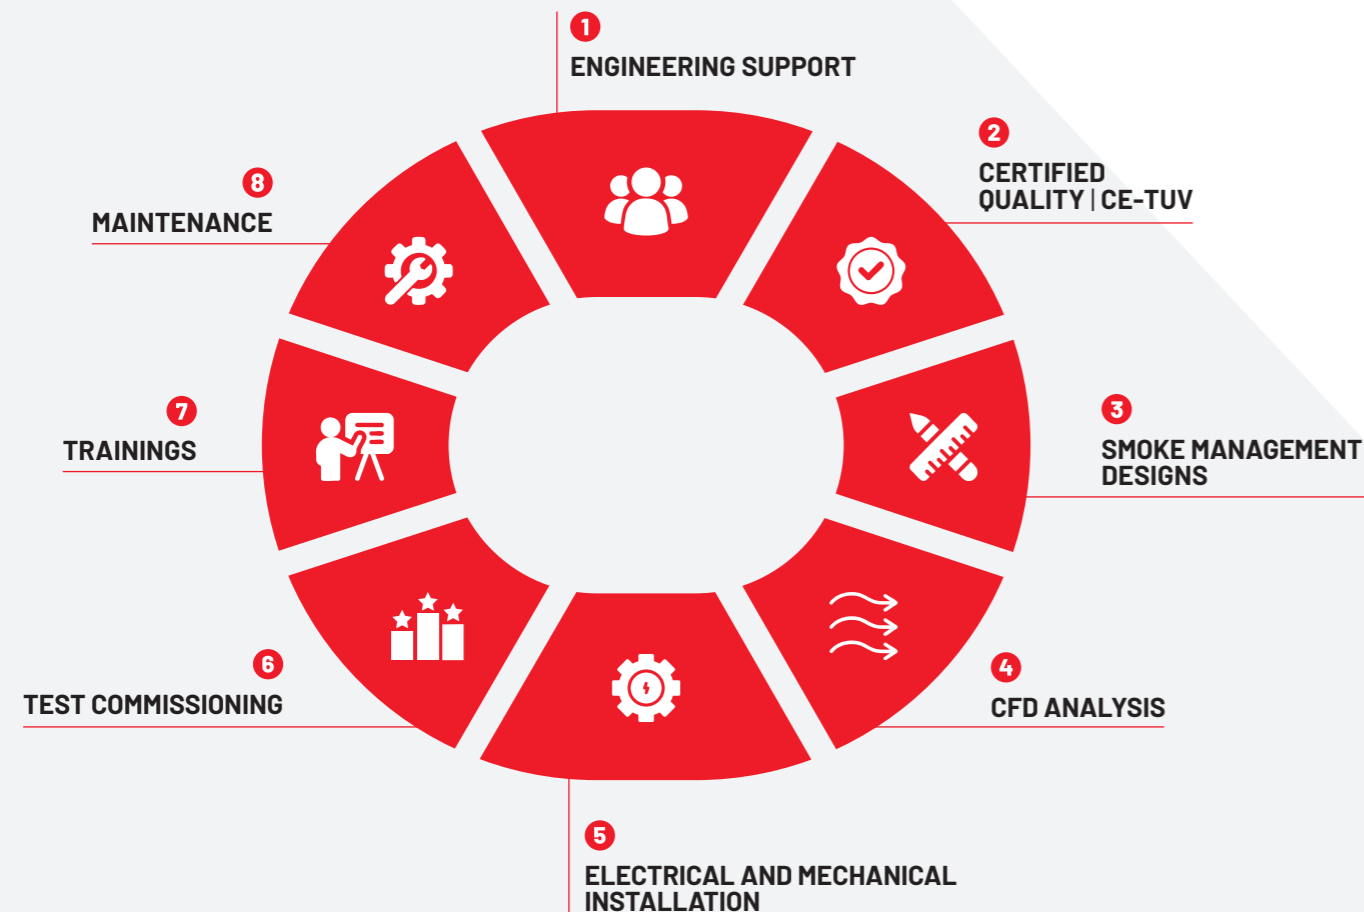 1
ENGINEERING SUPPORT
2
CERTIFIED
QUALITY | CE-TUV
3
SMOKE MANAGEMENT
DESIGNS
4
CFD ANALYSIS
5
ELECTRICAL AND MECHANICAL
INSTALLATION
6
TEST COMMISSIONING
7
TRAININGS
8
MAINTENANCE